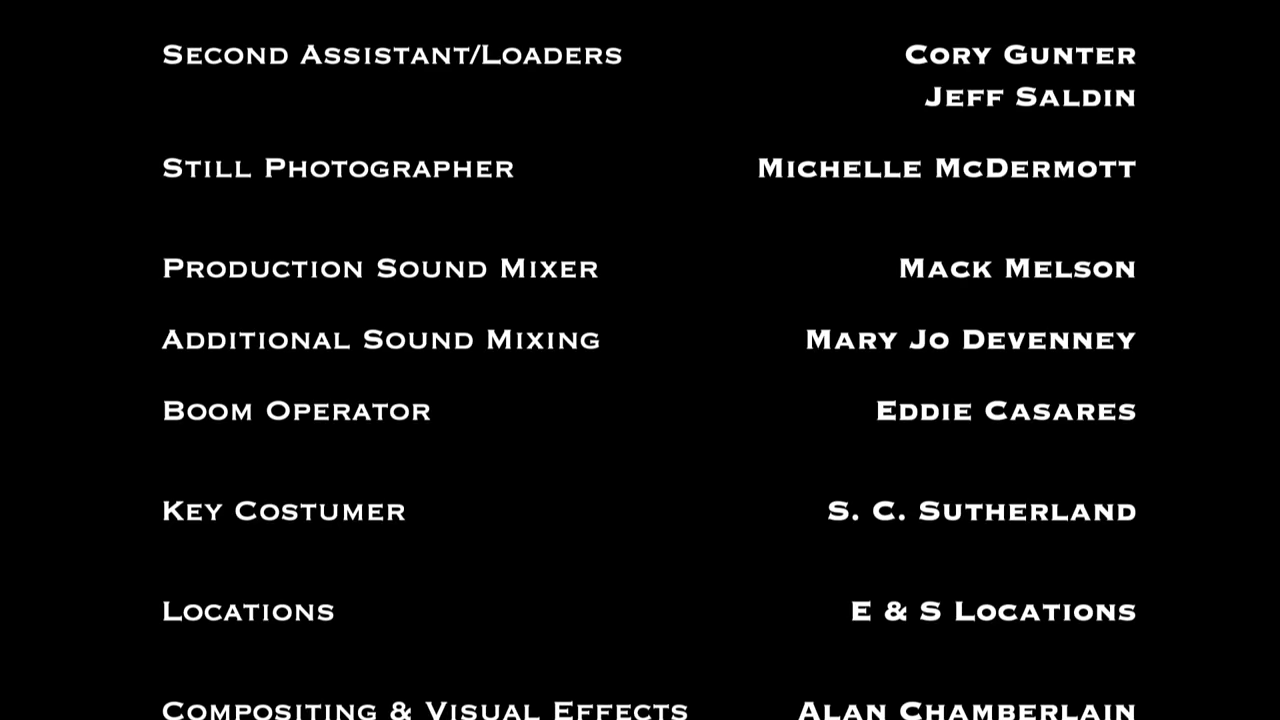 Second Assistant/Loaders Cory Gunter
Jeff Saldin
Still Photographer Michelle McDermott
Production Sound Mixer Mack Melson
Additional Sound Mixing Mary Jo Devenney
Boom Operator Eddie Casares
Key Costumer S. C. Sutherland
Locations E & S Locations
Compositing & Visual Effects Alan Chamberlain